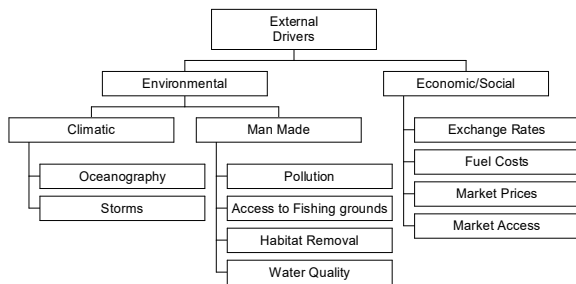 External
Drivers
Environmental
Economic/Social
Climatic
Man Made
Exchange Rates
Oceanography
Pollution
Fuel Costs
Storms
Access to Fishing grounds
Market Prices
Habitat Removal
Market Access
Water Quality